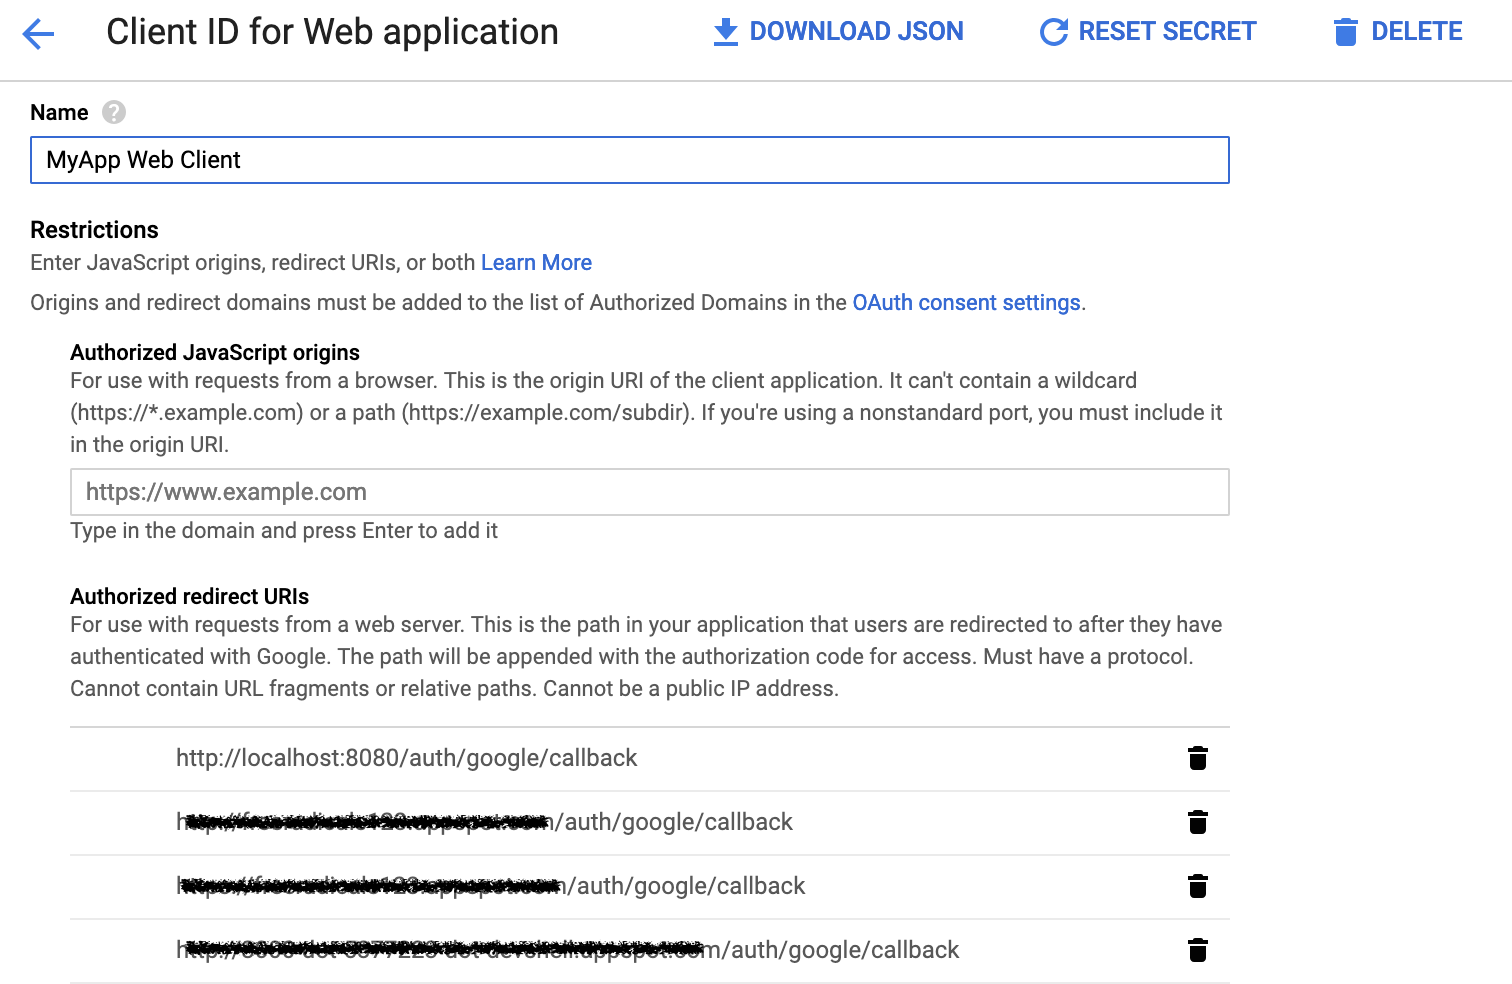 Client ID for Web application
DOWNLOAD JSON
RESET SECRET
DELETE
Name ?
MyApp Web Client
Restrictions
Enter JavaScript origins, redirect URIs, or both Learn More
Origins and redirect domains must be added to the list of Authorized Domains in the OAuth consent settings.
Authorized JavaScript origins
For use with requests from a browser. This is the origin URI of the client application. It can't contain a wildcard
(https://*.example.com) or a path (https://example.com/subdir). If you're using a nonstandard port, you must include it
in the origin URI.
https://www.example.com
Type in the domain and press Enter to add it
Authorized redirect URIs
For use with requests from a web server. This is the path in your application that users are redirected to after they have
authenticated with Google. The path will be appended with the authorization code for access. Must have a protocol.
Cannot contain URL fragments or relative paths. Cannot be a public IP address.
http://localhost:8080/auth/google/callback
/auth/google/callback
/auth/google/callback
/auth/google/callback